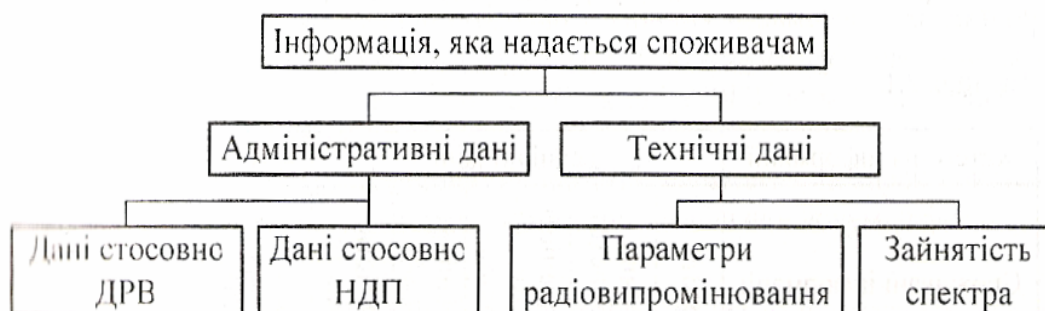 Інформація, яка надається споживачам
Адміністративні дані
Технічні дані
Дані стосовно
ДРВ
Дані стосовно
НДП
Параметри
радіовипромінювання
Зайнятість
спектра